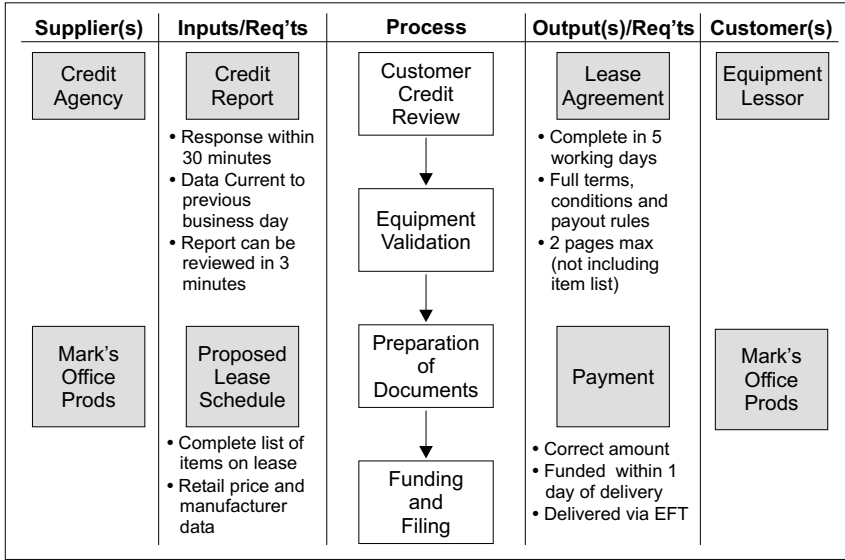 Supplier(s)
Inputs/Req’ts
Process
Output(s)/Req’ts
Customer(s)
Credit
Agency
Credit
Report
• Response within
30 minutes
• Data Current to
previous
business day
• Report can be
reviewed in 3
minutes
Customer
Credit
Review
Equipment
Validation
Lease
Agreement
• Complete in 5
working days
• Full terms,
conditions and
payout rules
• 2 pages max
(not including
item list)
Equipment
Lessor
Mark’s
Office
Prods
Proposed
Lease
Schedule
• Complete list of
items on lease
• Retail price and
manufacturer
data
Preparation
of
Documents
Funding
and
Filing
Payment
• Correct amount
• Funded within 1
day of delivery
• Delivered via EFT
Mark’s
Office
Prods